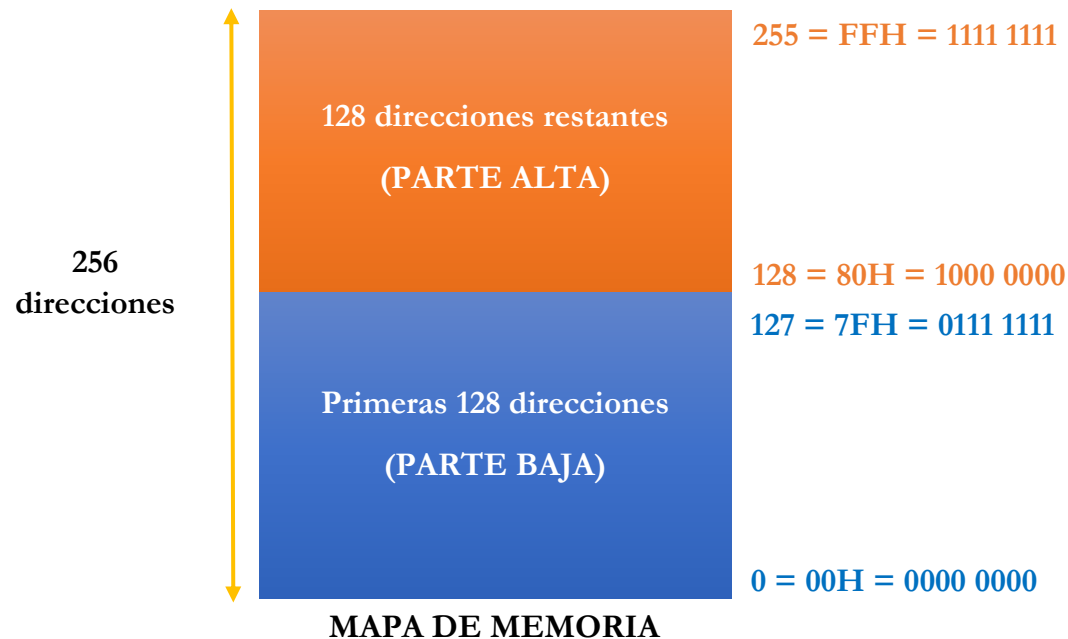 255 = FFH = 1111 1111
128 direcciones restantes
(PARTE ALTA)
256
direcciones
128 = 80H = 1000 0000
127 = 7FH = 0111 1111
Primeras 128 direcciones
(PARTE BAJA)
0 = 00H = 0000 0000
MAPA DE MEMORIA